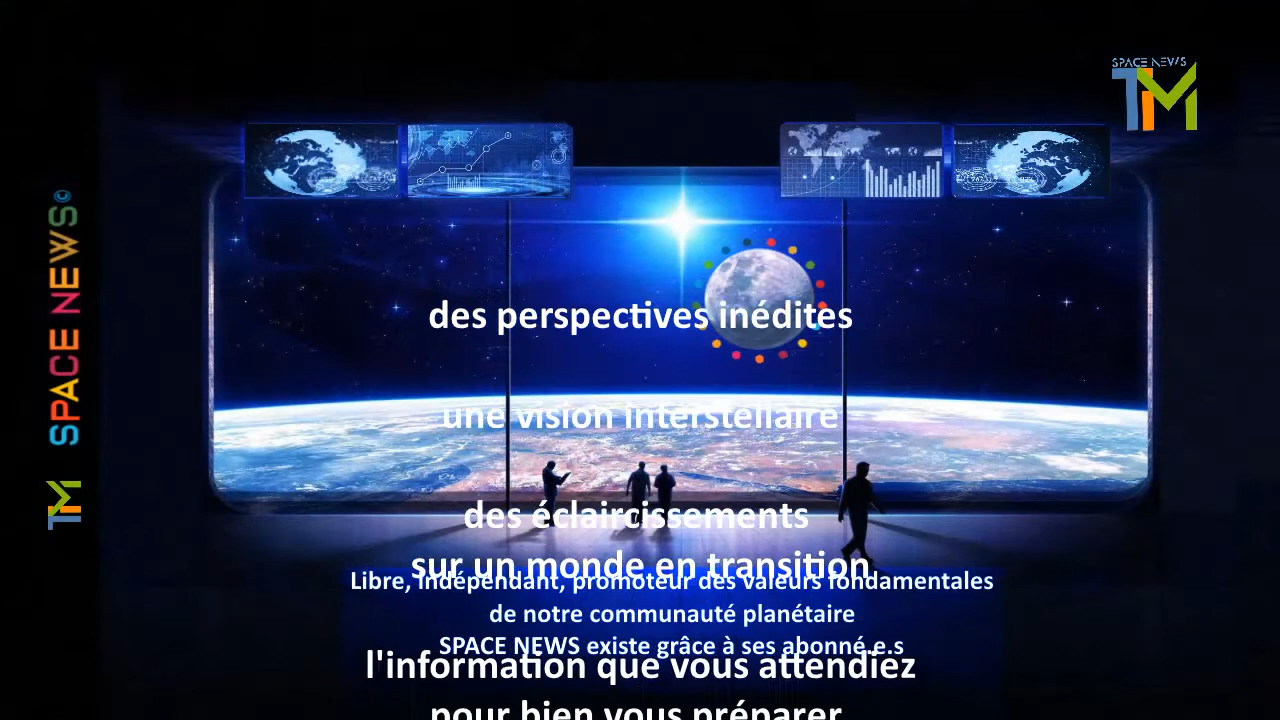 SPACE NEWS
TM
SPACE NEWS©
TM
des perspectives inédites
une vision interstellaire
des éclaircissements
sur un monde en transition
Libre, indépendant, promoteur des valeurs fondamentales
de notre communauté planétaire
SPACE NEWS existe grâce à ses abonné.e.s
l'information que vous attendiez
pour bien vous préparer